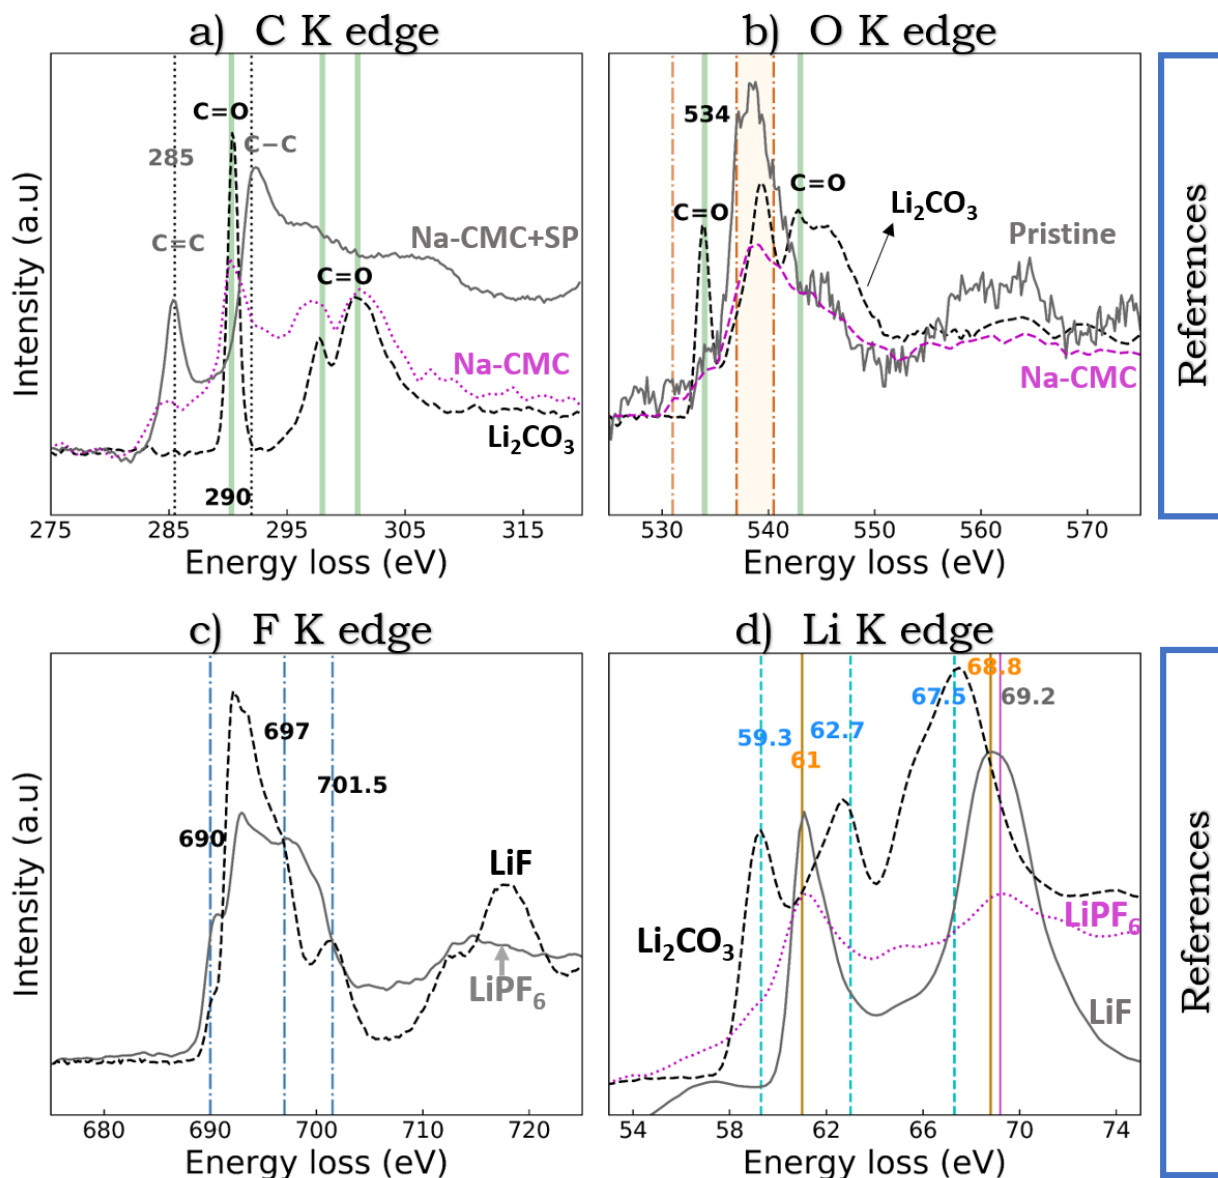 a) C K edge
b) O K edge
Intensity (a.u)
C=O
C−C
285
C=C
Na-CMC+SP
C=O
Na-CMC
Li₂CO₃
290
275 285 295 305 315
Energy loss (eV)
534
C=O
C=O
Li₂CO₃
Pristine
Na-CMC
530 540 550 560 570
Energy loss (eV)
References
c) F K edge
d) Li K edge
Intensity (a.u)
697
701.5
690
LiF
LiPF₆
680 690 700 710 720
Energy loss (eV)
68.8
67.5
69.2
59.3
62.7
61
Li₂CO₃
LiPF₆
LiF
54 58 62 66 70 74
Energy loss (eV)
References